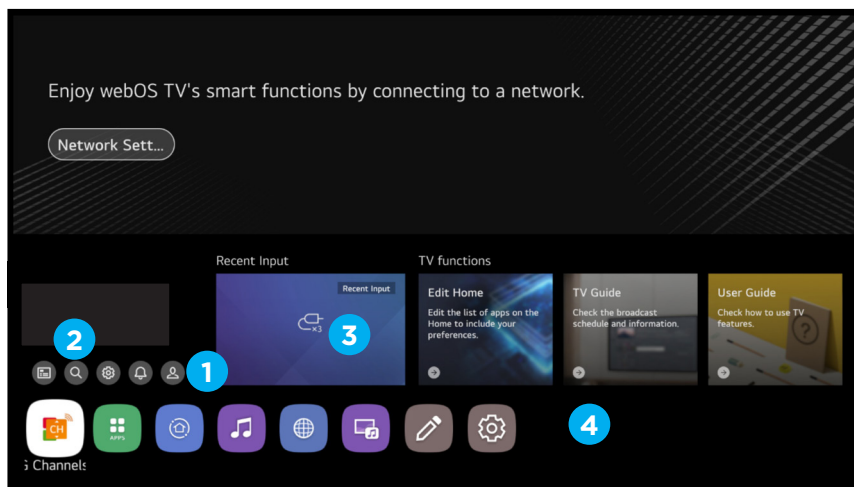 Enjoy webOS TV's smart functions by connecting to a network.
Network Sett...
Recent Input
TV functions
Recent Input
×3
3
Edit Home
Edit the list of apps on the
Home to include your
preferences.
TV Guide
Check the broadcast
schedule and information.
User Guide
Check how to use TV
features.
?
2
1
CH
APPS
4
G Channels